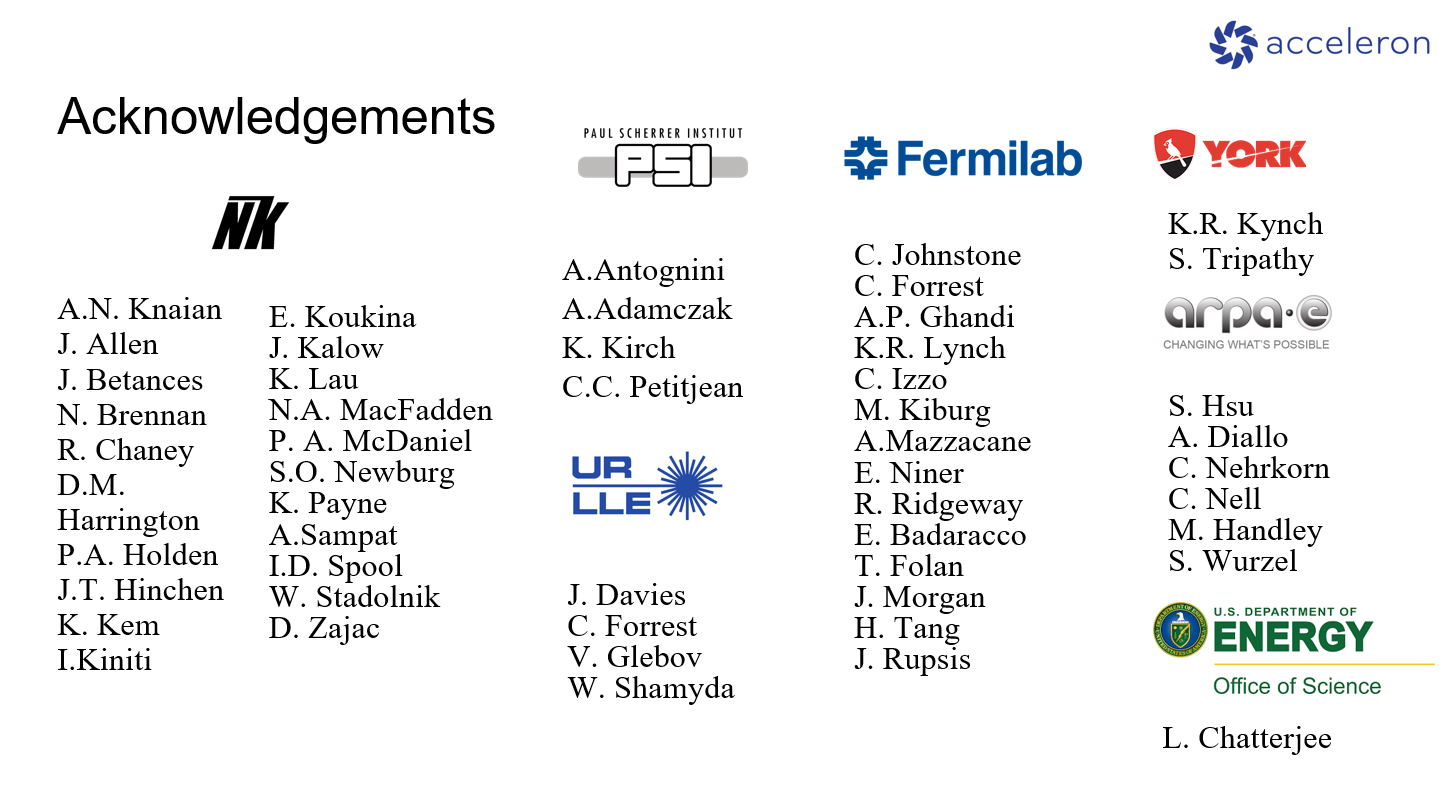 acceleron
Acknowledgements
NK
A.N. Knaian
J. Allen
J. Betances
N. Brennan
R. Chaney
D.M.
Harrington
P.A. Holden
J.T. Hinchen
K. Kem
I.Kiniti
E. Koukina
J. Kalow
K. Lau
N.A. MacFadden
P. A. McDaniel
S.O. Newburg
K. Payne
A.Sampat
I.D. Spool
W. Stadolnik
D. Zajac
PAUL SCHERRER INSTITUT
PSI
A.Antognini
A.Adamczak
K. Kirch
C.C. Petitjean
UR
LLE
J. Davies
C. Forrest
V. Glebov
W. Shamyda
Fermilab
C. Johnstone
C. Forrest
A.P. Ghandi
K.R. Lynch
C. Izzo
M. Kiburg
A.Mazzacane
E. Niner
R. Ridgeway
E. Badaracco
T. Folan
J. Morgan
H. Tang
J. Rupsis
YORK
K.R. Kynch
S. Tripathy
arpa·e
CHANGING WHAT'S POSSIBLE
S. Hsu
A. Diallo
C. Nehrkorn
C. Nell
M. Handley
S. Wurzel
U.S. DEPARTMENT OF
ENERGY
Office of Science
L. Chatterjee